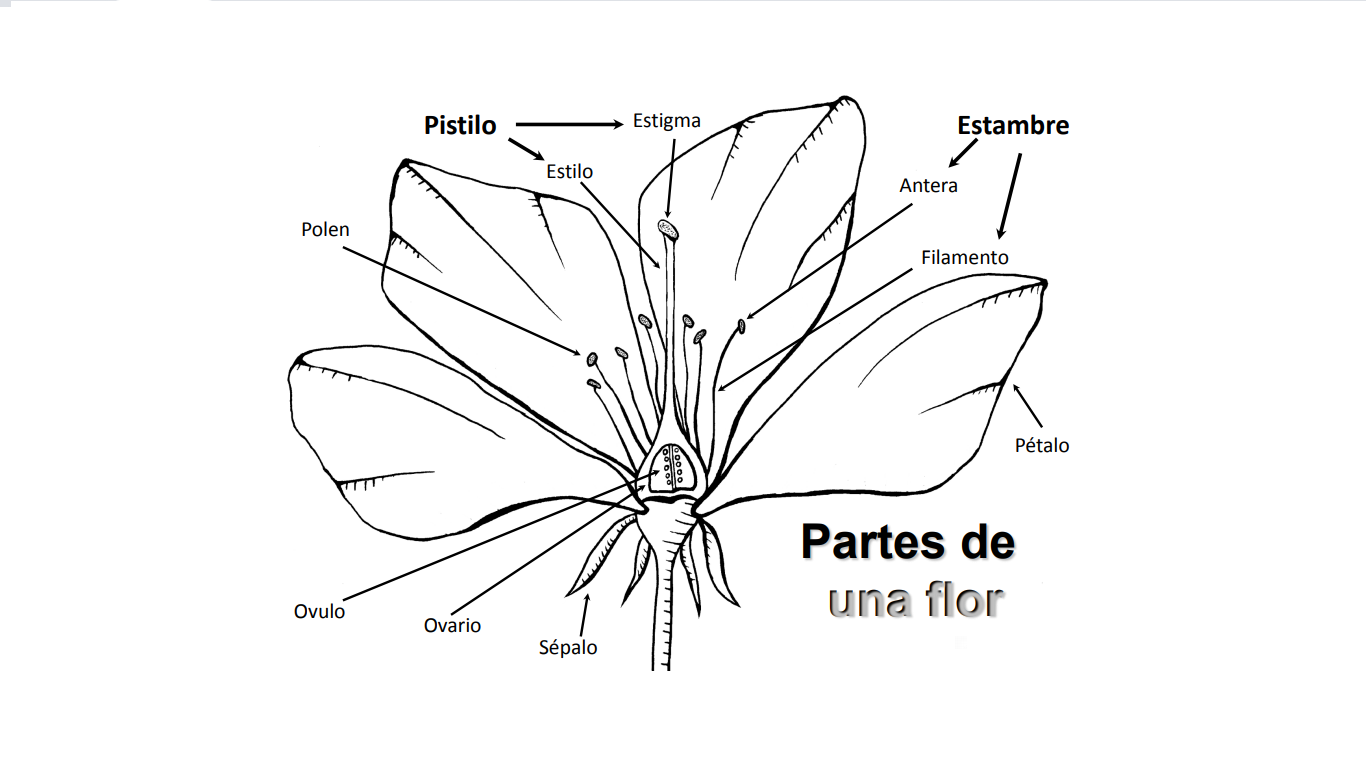 Pistilo
Estigma
Estambre
Estilo
Antera
Polen
Filamento
Pétalo
Partes de
una flor
Ovulo
Ovario
Sépalo